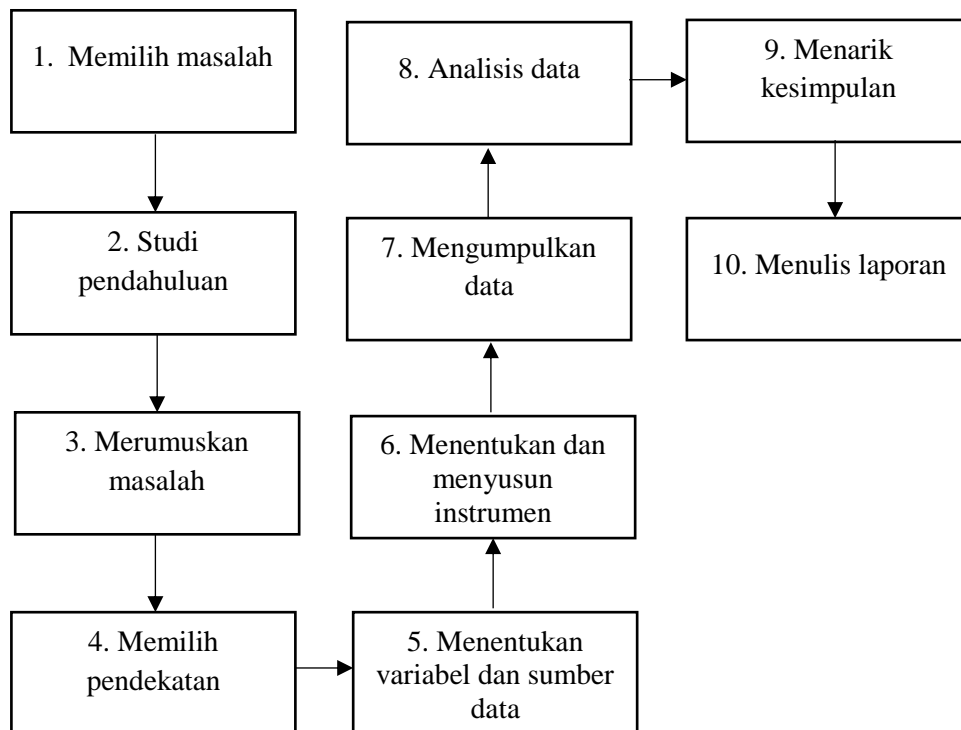 1. Memilih masalah
2. Studi
pendahuluan
3. Merumuskan
masalah
4. Memilih
pendekatan
5. Menentukan
variabel dan sumber
data
6. Menentukan dan
menyusun
instrumen
7. Mengumpulkan
data
8. Analisis data
9. Menarik
kesimpulan
10. Menulis laporan